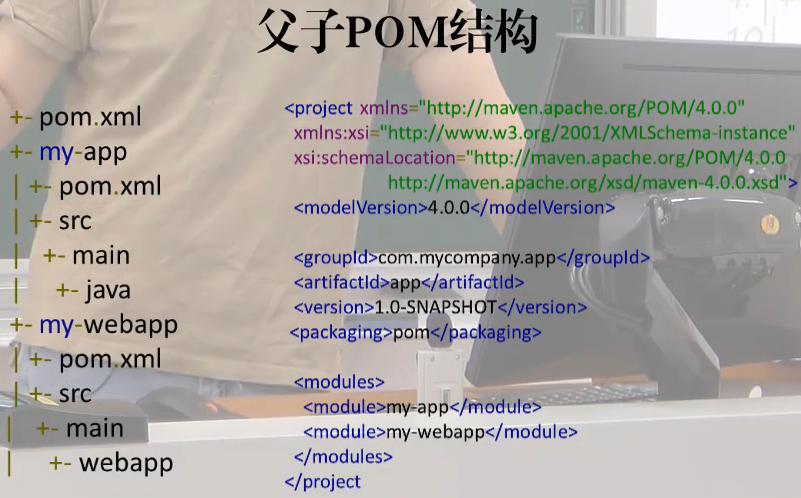 父子POM结构
+- pom.xml
+- my-app
| +- pom.xml
| +- src
| +- main
| +- java
+- my-webapp
| +- pom.xml
| +- src
| +- main
| +- webapp
<project xmlns="http://maven.apache.org/POM/4.0.0"
xmlns:xsi="http://www.w3.org/2001/XMLSchema-instance"
xsi:schemaLocation="http://maven.apache.org/POM/4.0.0
http://maven.apache.org/xsd/maven-4.0.0.xsd">
<modelVersion>4.0.0</modelVersion>
<groupId>com.mycompany.app</groupId>
<artifactId>app</artifactId>
<version>1.0-SNAPSHOT</version>
<packaging>pom</packaging>
<modules>
<module>my-app</module>
<module>my-webapp</module>
</modules>
</project